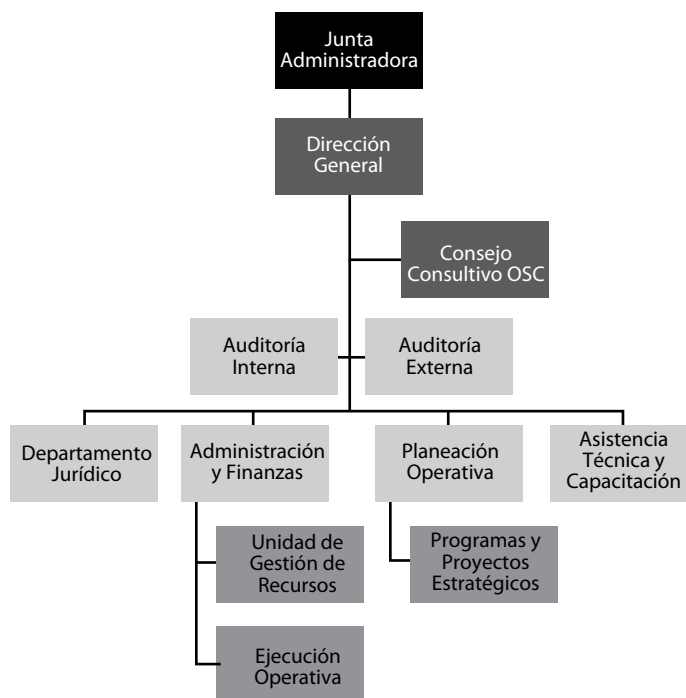 Junta
Administradora
Dirección
General
Consejo
Consultivo OSC
Auditoría
Interna
Auditoría
Externa
Departamento
Jurídico
Administración
y Finanzas
Planeación
Operativa
Asistencia
Técnica y
Capacitación
Unidad de
Gestión de
Recursos
Programas y
Proyectos
Estratégicos
Ejecución
Operativa